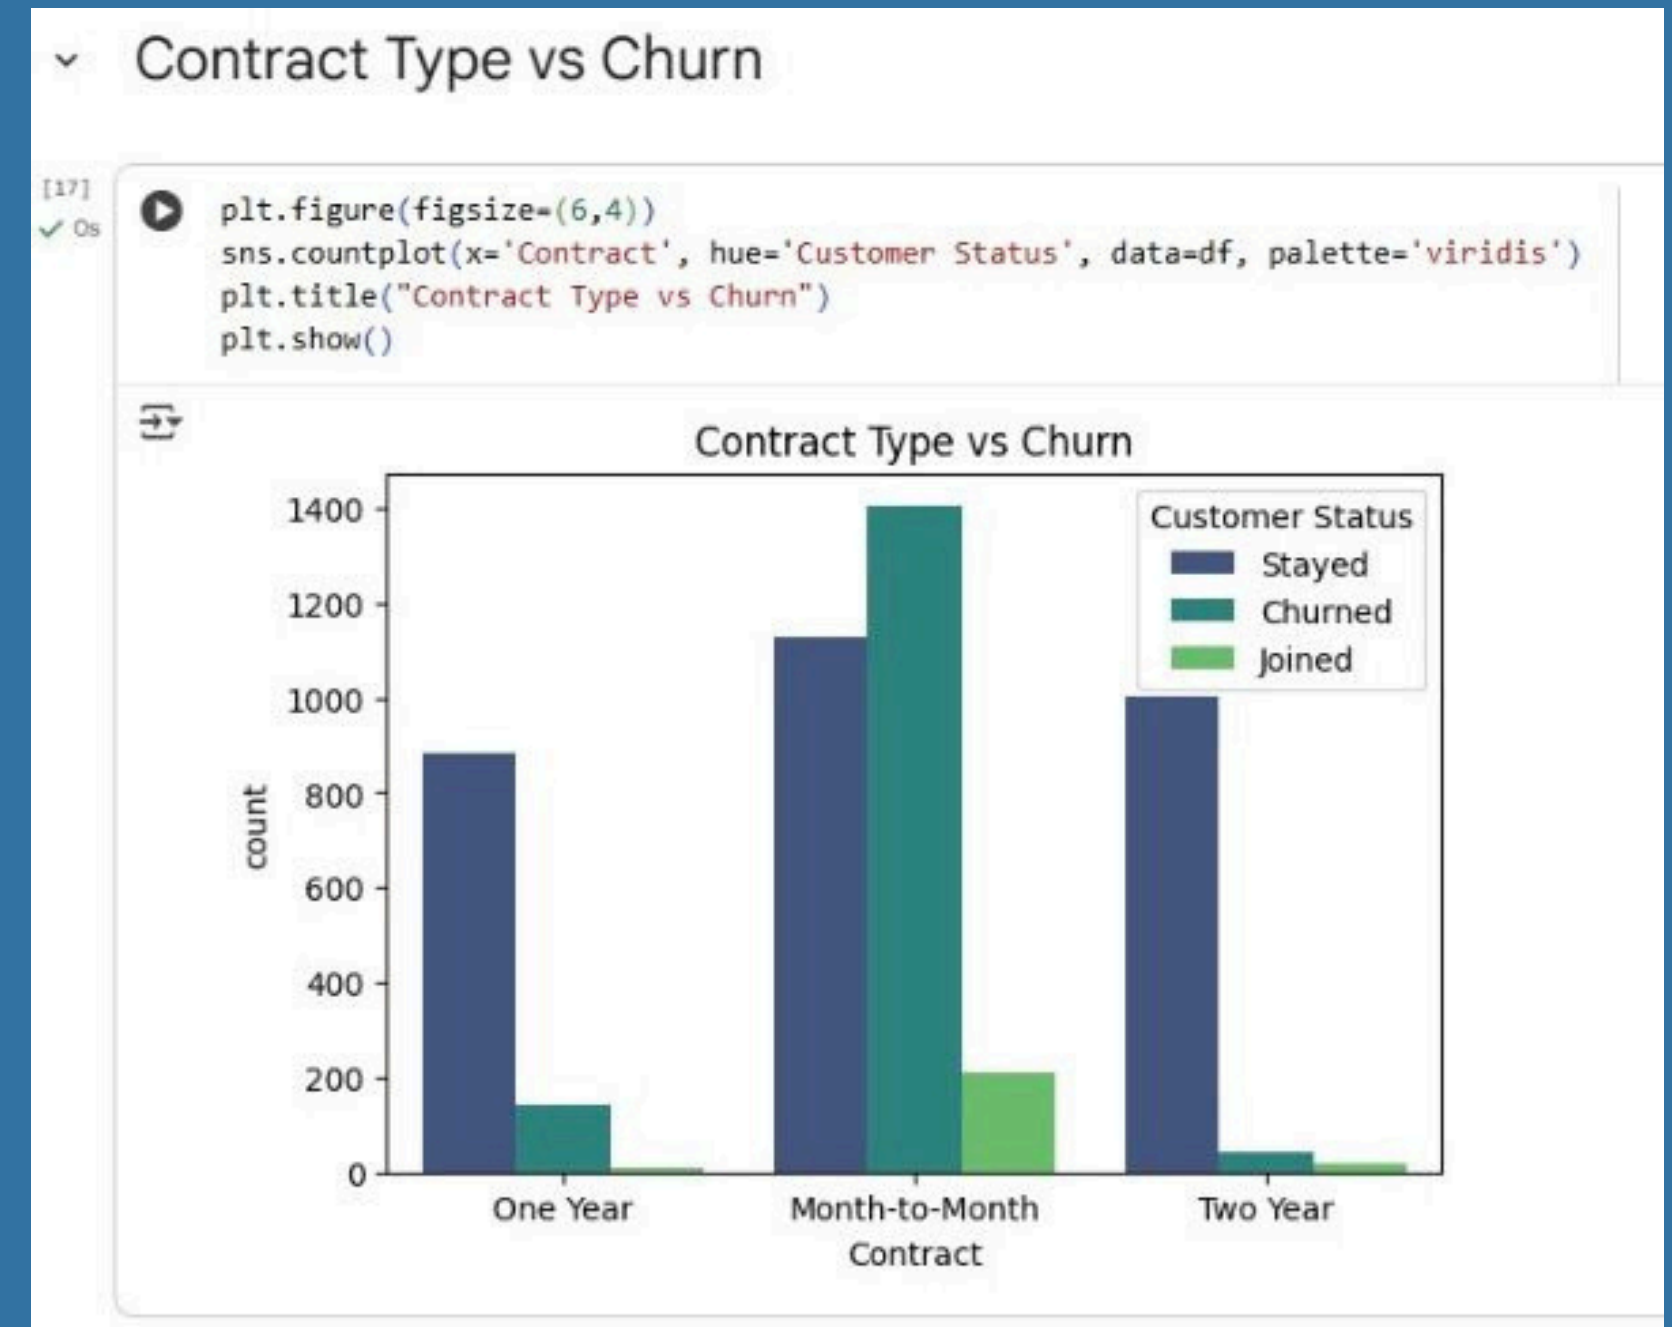 Contract Type vs Churn
[17]
0s
plt.figure(figsize=(6,4))
sns.countplot(x='Contract', hue='Customer Status', data=df, palette='viridis')
plt.title("Contract Type vs Churn")
plt.show()
Contract Type vs Churn
Customer Status
Stayed
Churned
Joined
1400
1200
1000
800
600
400
200
0
count
One Year
Month-to-Month
Two Year
Contract